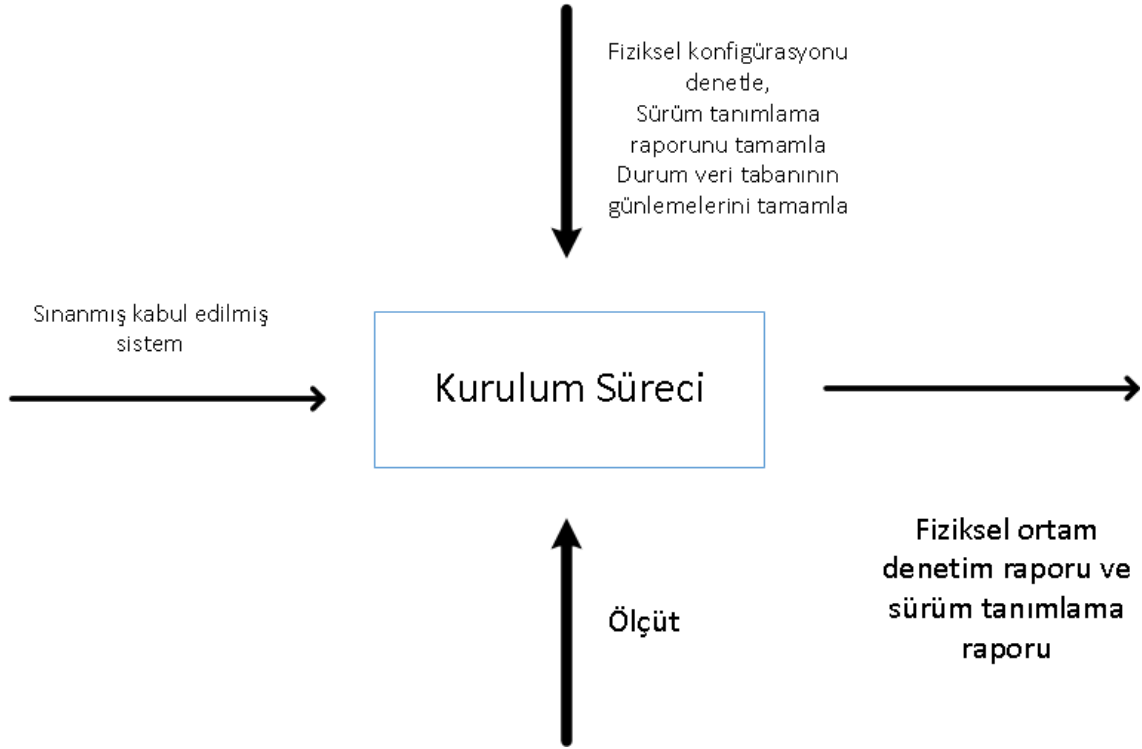 Fiziksel konfigürasyonu
denetle,
Sürüm tanımlama
raporunu tamamla
Durum veri tabanının
günlemelerini tamamla
Sınanmış kabul edilmiş
sistem
Kurulum Süreci
Fiziksel ortam
denetim raporu ve
sürüm tanımlama
raporu
Ölçüt